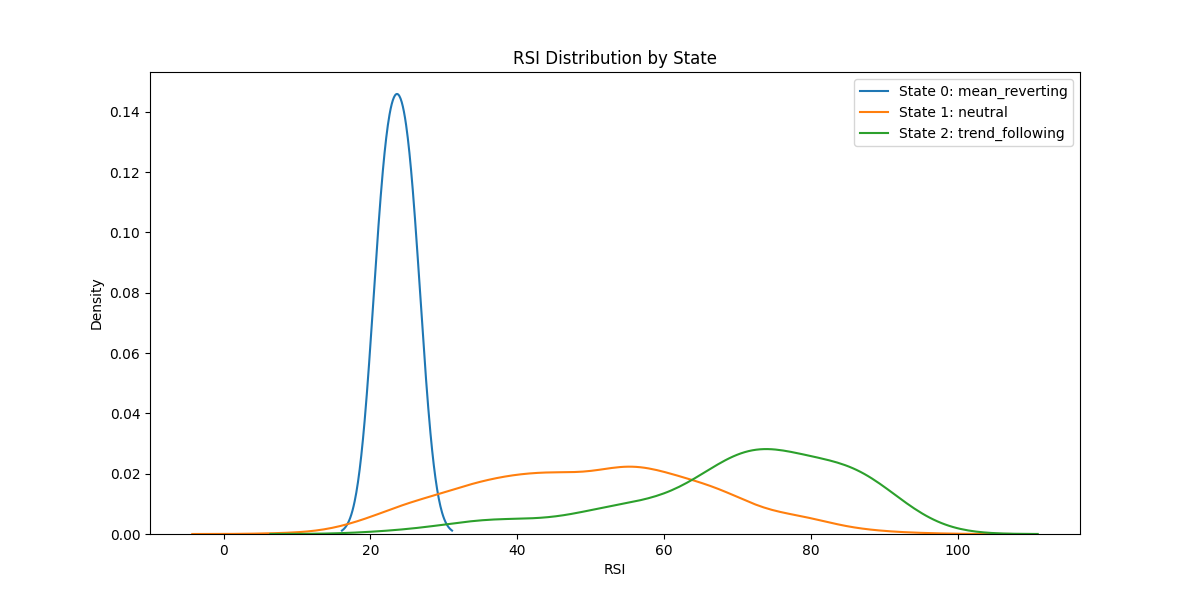 RSI Distribution by State
State 0: mean_reverting
State 1: neutral
State 2: trend_following
Density
0.14
0.12
0.10
0.08
0.06
0.04
0.02
0.00
0 20 40 60 80 100
RSI